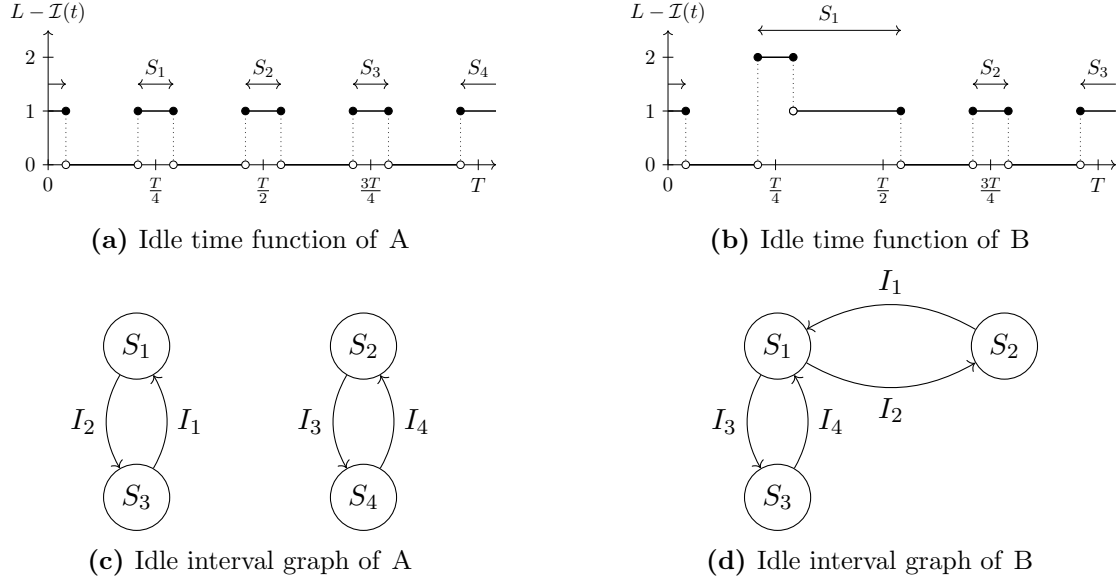 L − I(t)
2
1
0
S₁
S₂
S₃
S₄
0
T/4
T/2
3T/4
T
(a) Idle time function of A
L − I(t)
2
1
0
S₁
S₂
S₃
0
T/4
T/2
3T/4
T
(b) Idle time function of B
S₁
I₂
I₁
S₃
S₂
I₃
I₄
S₄
(c) Idle interval graph of A
I₁
S₁
S₂
I₂
I₃
I₄
S₃
(d) Idle interval graph of B